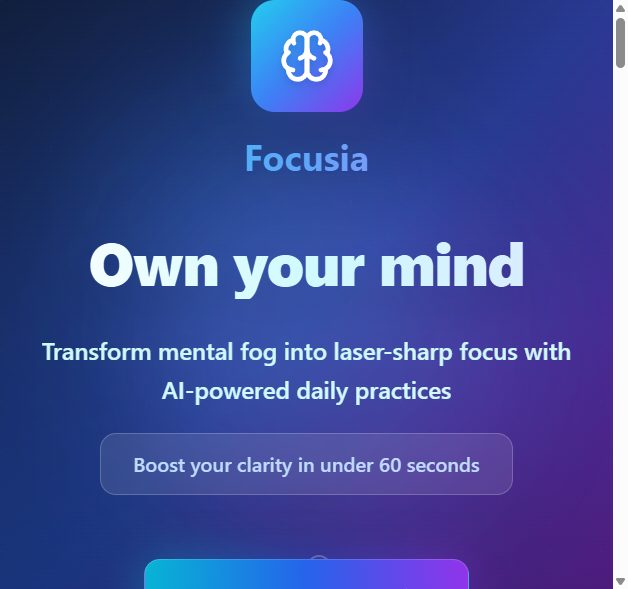 Focusia
Own your mind
Transform mental fog into laser-sharp focus with
AI-powered daily practices
Boost your clarity in under 60 seconds